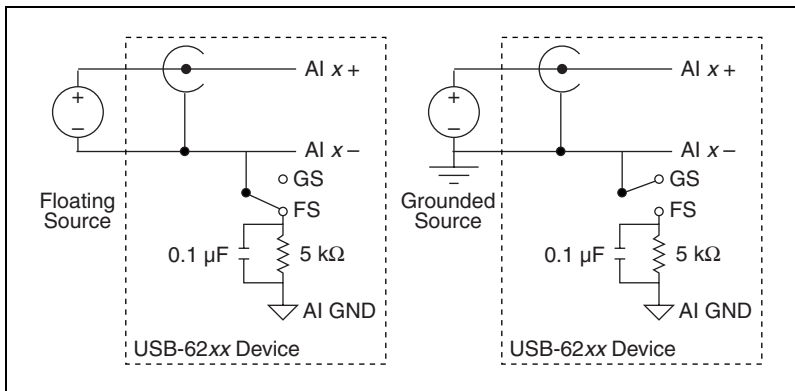 +
−
AI x +
AI x −
GS
FS
Floating
Source
0.1 µF
5 kΩ
AI GND
USB-62xx Device
+
−
AI x +
AI x −
GS
FS
Grounded
Source
0.1 µF
5 kΩ
AI GND
USB-62xx Device